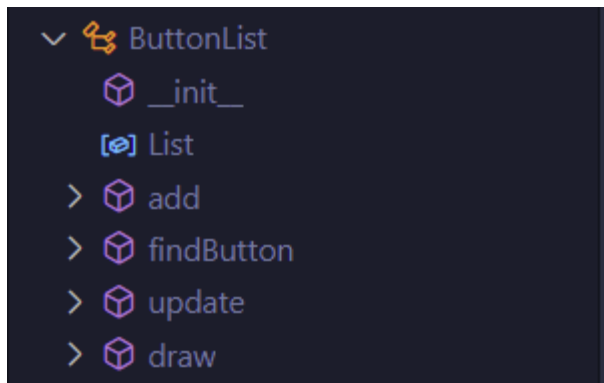 ButtonList
__init__
List
add
findButton
update
draw